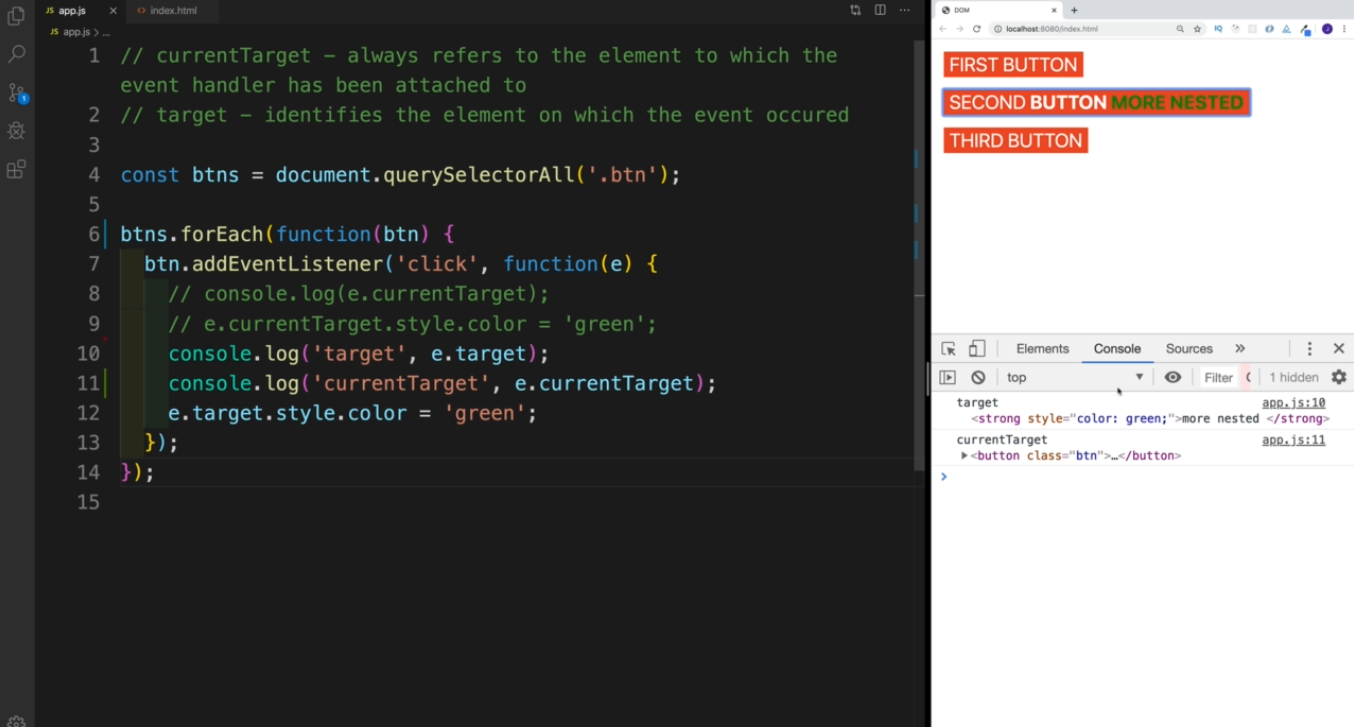 JS app.js × <> index.html
JS app.js > ...
1 // currentTarget – always refers to the element to which the
event handler has been attached to
2 // target – identifies the element on which the event occured
3
4 const btns = document.querySelectorAll('.btn');
5
6 btns.forEach(function(btn) {
7 btn.addEventListener('click', function(e) {
8 // console.log(e.currentTarget);
9 // e.currentTarget.style.color = 'green';
10 console.log('target', e.target);
11 console.log('currentTarget', e.currentTarget);
12 e.target.style.color = 'green';
13 });
14 });
15
1
DOM × +
localhost:8080/index.html
IQ
FIRST BUTTON
SECOND BUTTON MORE NESTED
THIRD BUTTON
Elements Console Sources »
top Filter 1 hidden
target app.js:10
<strong style="color: green;">more nested </strong>
currentTarget app.js:11
<button class="btn">…</button>